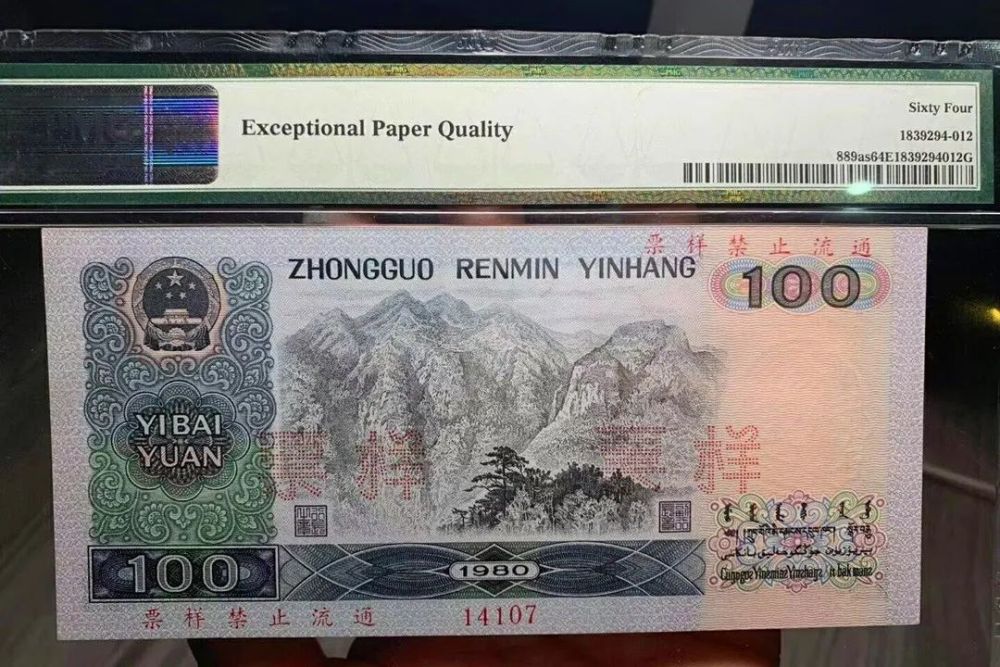 Exceptional Paper Quality
Sixty Four
1839294-012
889as64E1839294012G
票样禁止流通
ZHONGGUO RENMIN YINHANG
100
YIBAI
YUAN
票样 票样
100
1980
票样禁止流通
14107